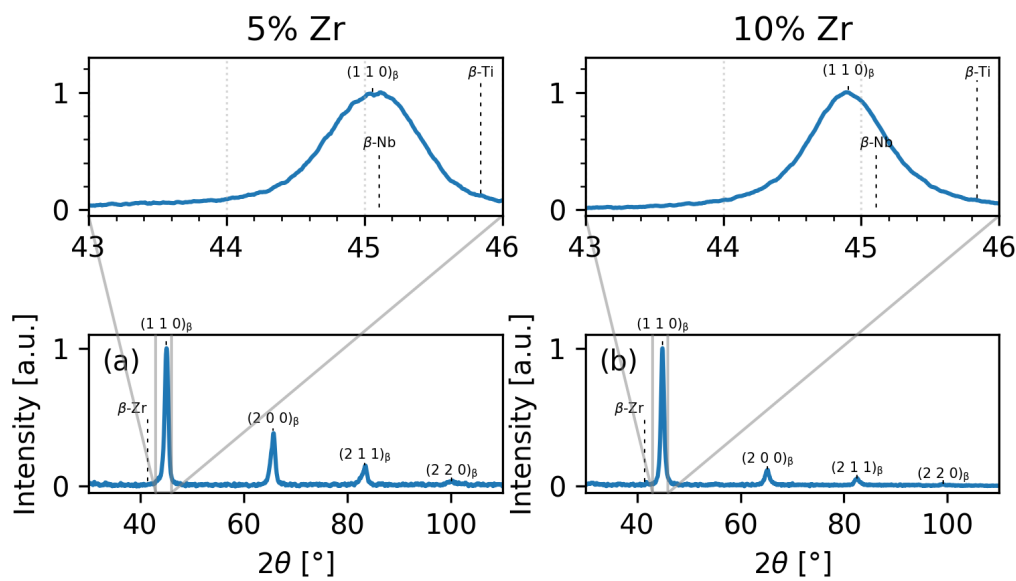 5% Zr
10% Zr
(1 1 0)β
β-Ti
β-Nb
1
0
43 44 45 46
(1 1 0)β
β-Ti
β-Nb
1
0
43 44 45 46
Intensity [a.u.]
(a)
(1 1 0)β
β-Zr
(2 0 0)β
(2 1 1)β
(2 2 0)β
1
0
40 60 80 100
2θ [°]
Intensity [a.u.]
(b)
(1 1 0)β
β-Zr
(2 0 0)β
(2 1 1)β
(2 2 0)β
1
0
40 60 80 100
2θ [°]